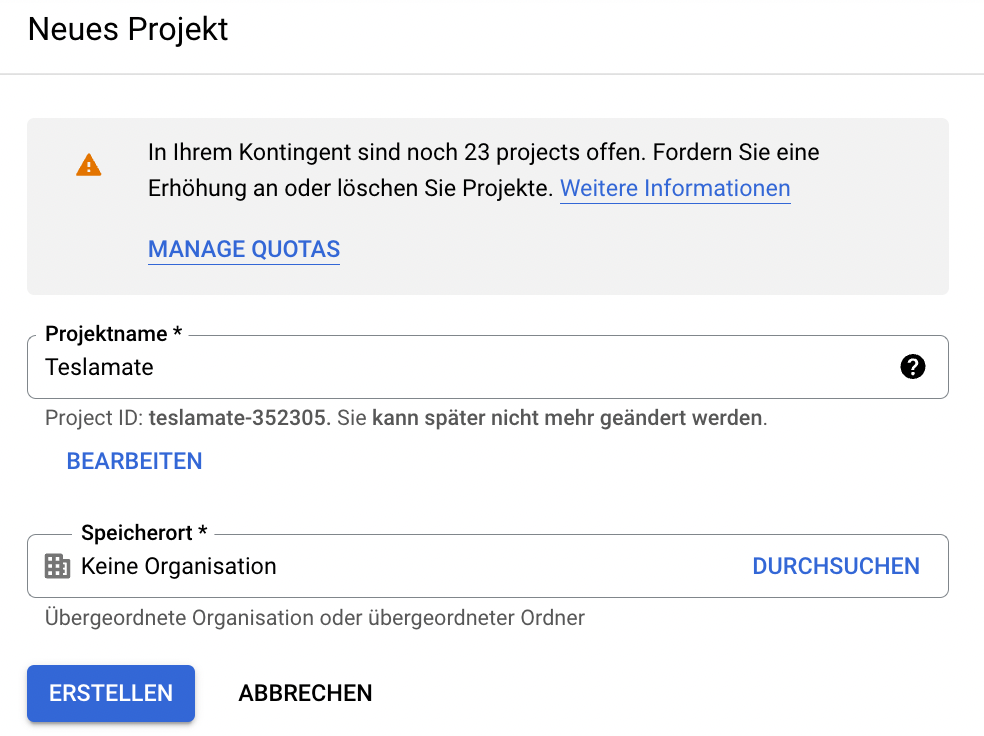 Neues Projekt
In Ihrem Kontingent sind noch 23 projects offen. Fordern Sie eine
Erhöhung an oder löschen Sie Projekte. Weitere Informationen
MANAGE QUOTAS
Projektname *
Teslamate
Project ID: teslamate-352305. Sie kann später nicht mehr geändert werden.
BEARBEITEN
Speicherort *
Keine Organisation DURCHSUCHEN
Übergeordnete Organisation oder übergeordneter Ordner
ERSTELLEN ABBRECHEN